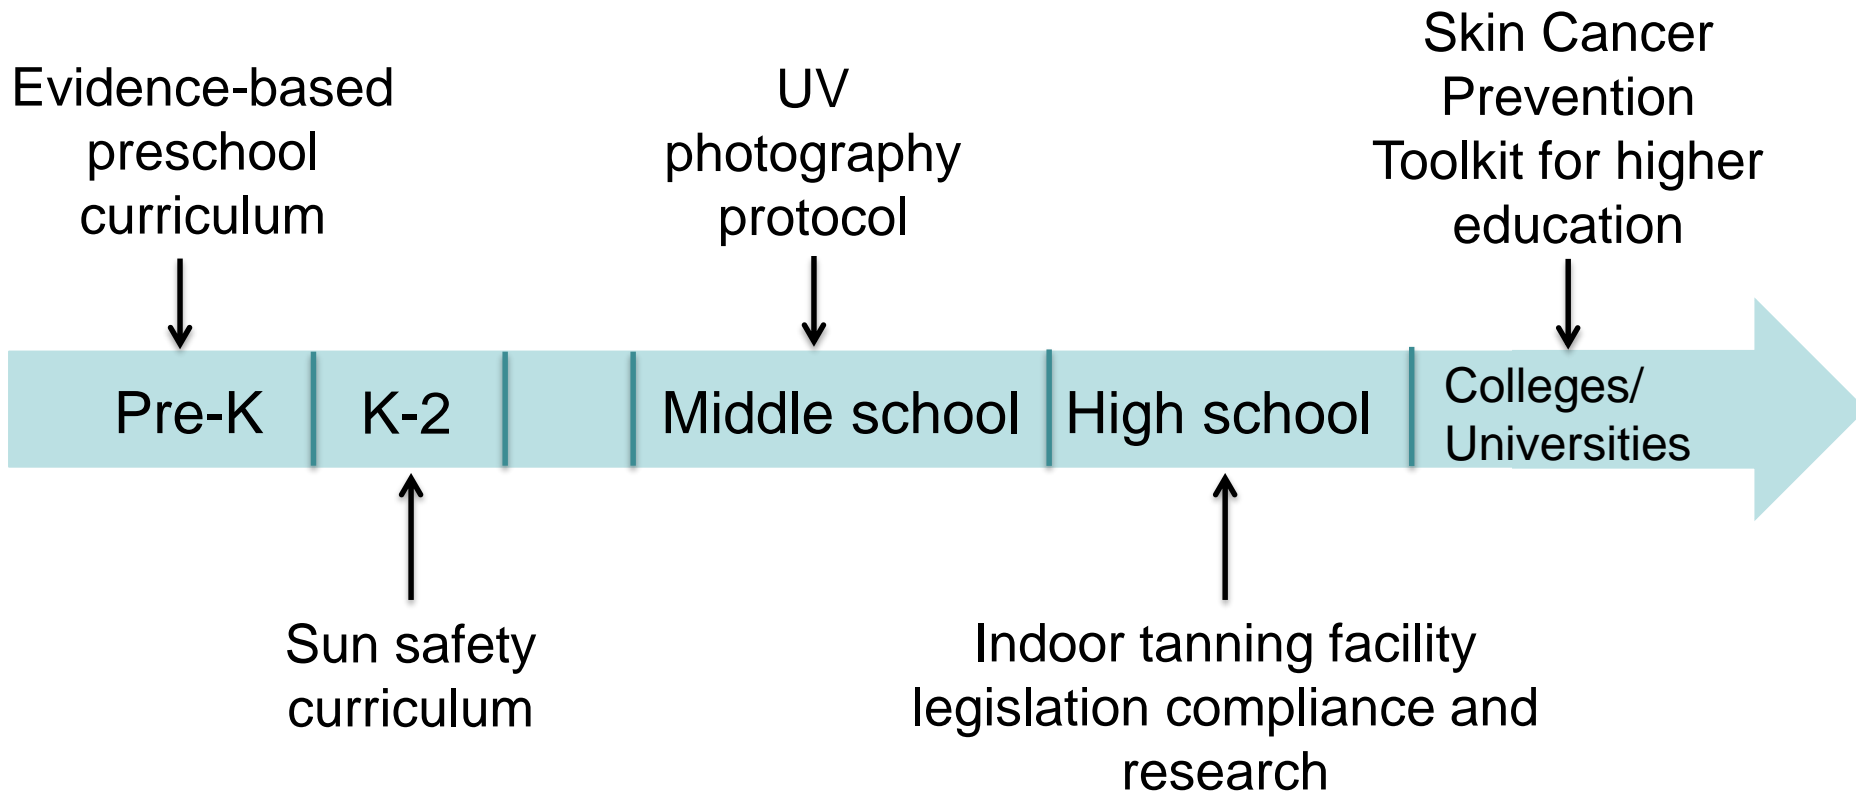 Evidence-based
preschool
curriculum
UV
photography
protocol
Skin Cancer
Prevention
Toolkit for higher
education
Pre-K
K-2
Middle school
High school
Colleges/
Universities
Sun safety
curriculum
Indoor tanning facility
legislation compliance and
research